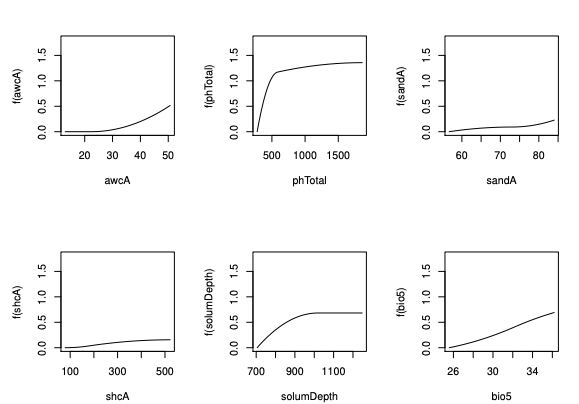 f(awcA)
0.0 0.5 1.0 1.5
20 30 40 50
awcA
f(phTotal)
0.0 0.5 1.0 1.5
500 1000 1500
phTotal
f(sandA)
0.0 0.5 1.0 1.5
60 70 80
sandA
f(shcA)
0.0 0.5 1.0 1.5
100 300 500
shcA
f(solumDepth)
0.0 0.5 1.0 1.5
700 900 1100
solumDepth
f(bio5)
0.0 0.5 1.0 1.5
26 30 34
bio5